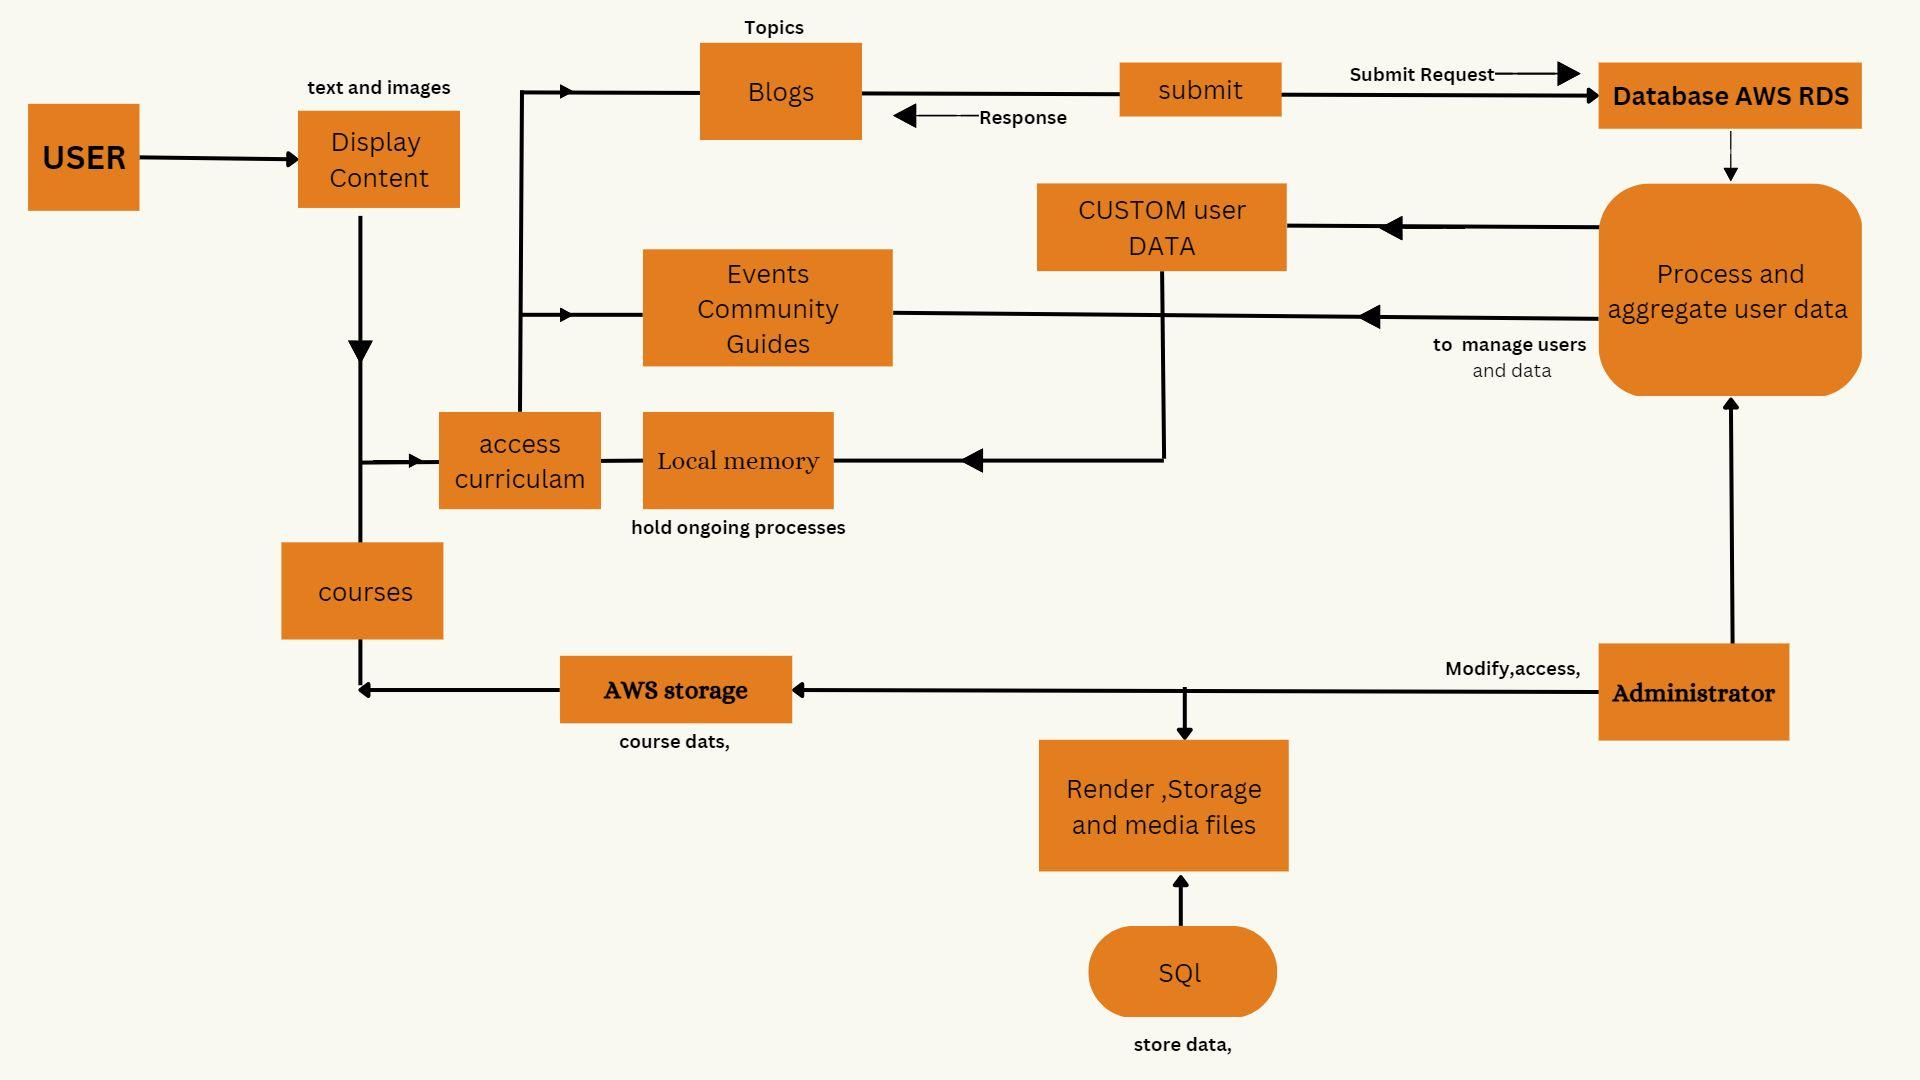 Topics
Blogs
text and images
USER
Display
Content
submit
Submit Request
Database AWS RDS
Response
CUSTOM user
DATA
Events
Community
Guides
Process and
aggregate user data
to  manage users
and data
access
curriculam
Local memory
hold ongoing processes
courses
AWS storage
course dats,
Modify,access,
Administrator
Render ,Storage
and media files
SQl
store data,